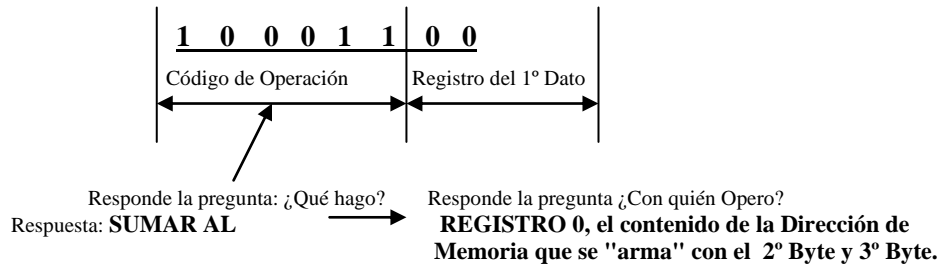 1 0 0 0 1 1 0 0
Código de Operación Registro del 1º Dato
Responde la pregunta: ¿Qué hago? Responde la pregunta ¿Con quién Opero?
Respuesta: SUMAR AL REGISTRO 0, el contenido de la Dirección de
Memoria que se "arma" con el 2º Byte y 3º Byte.